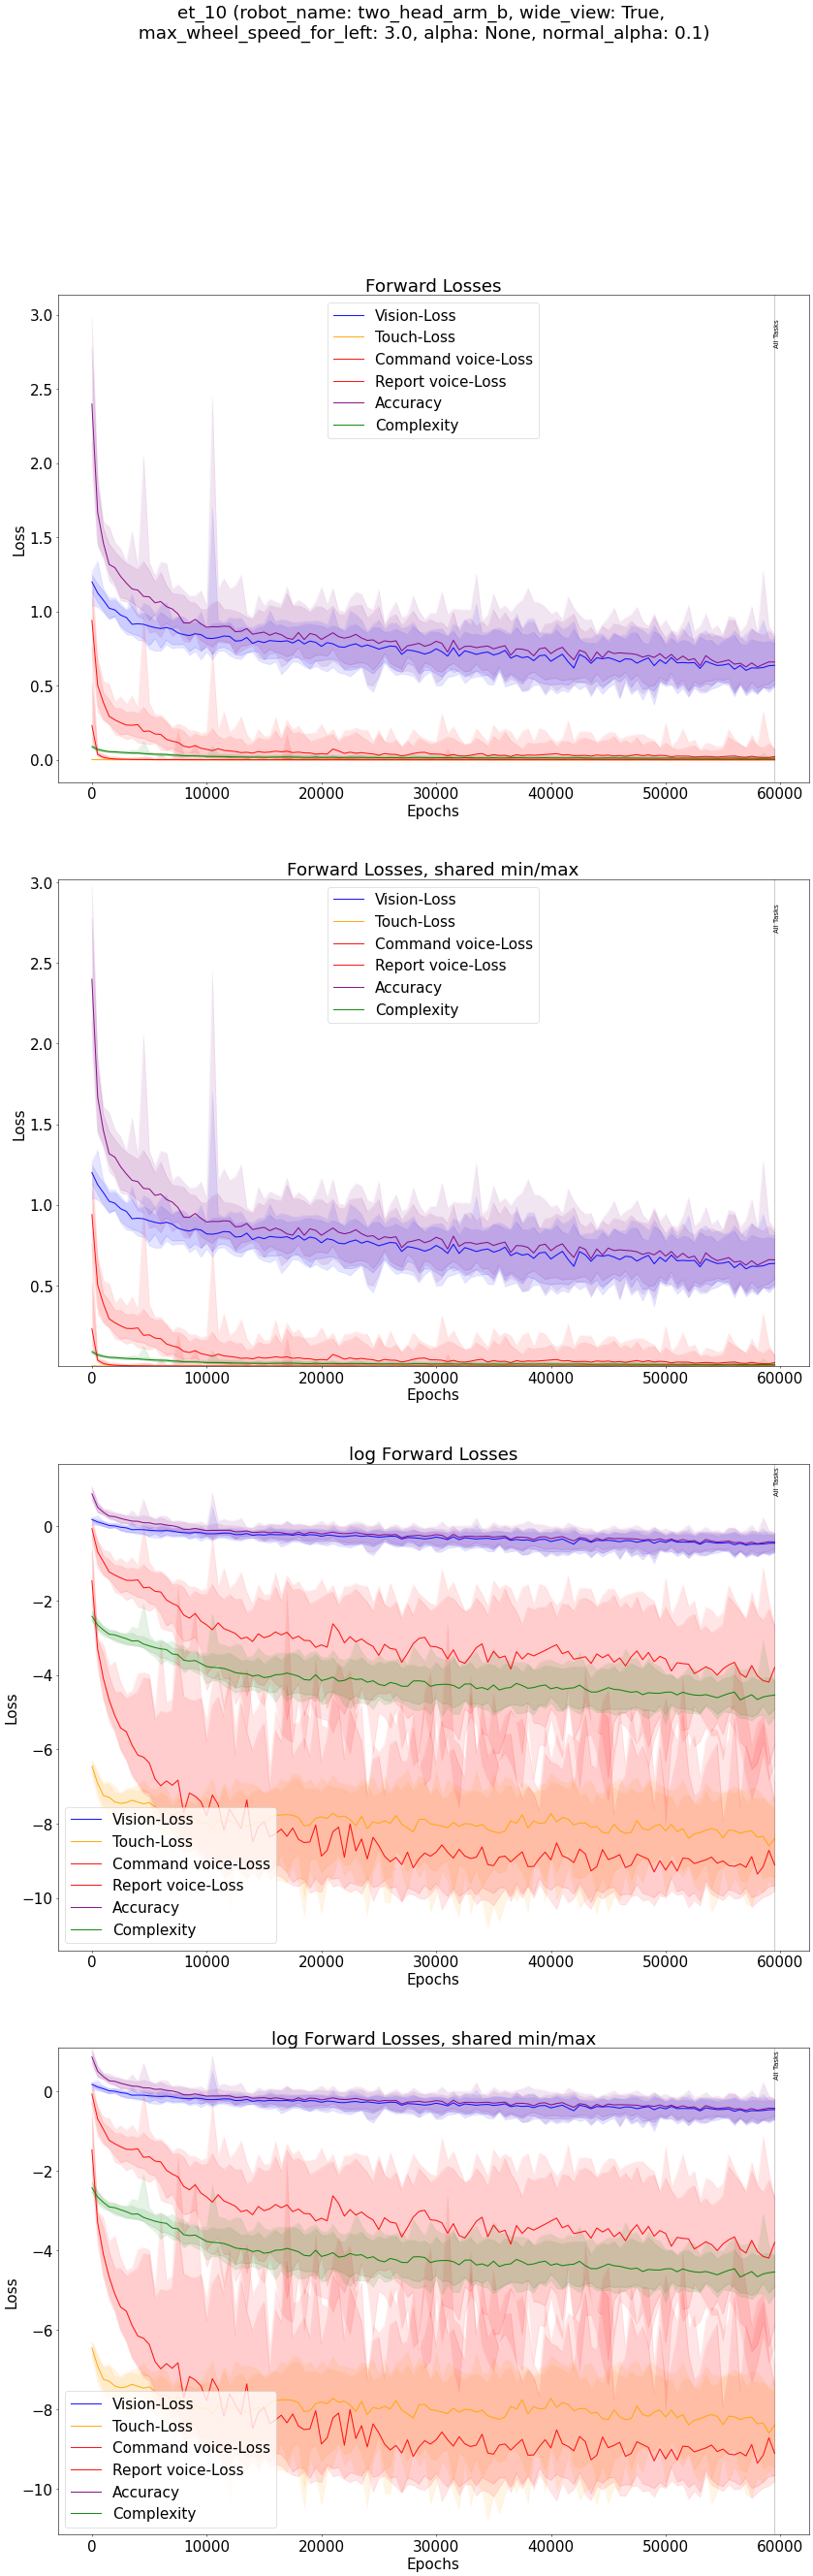 et_10 (robot_name: two_head_arm_b, wide_view: True,
max_wheel_speed_for_left: 3.0, alpha: None, normal_alpha: 0.1)
Forward Losses
Vision-Loss
Touch-Loss
Command voice-Loss
Report voice-Loss
Accuracy
Complexity
All Tasks
3.0
2.5
2.0
1.5
1.0
0.5
0.0
Loss
0 10000 20000 30000 40000 50000 60000
Epochs
Forward Losses, shared min/max
Vision-Loss
Touch-Loss
Command voice-Loss
Report voice-Loss
Accuracy
Complexity
All Tasks
3.0
2.5
2.0
1.5
1.0
0.5
Loss
0 10000 20000 30000 40000 50000 60000
Epochs
log Forward Losses
All Tasks
0
−2
−4
−6
−8
−10
Loss
Vision-Loss
Touch-Loss
Command voice-Loss
Report voice-Loss
Accuracy
Complexity
0 10000 20000 30000 40000 50000 60000
Epochs
log Forward Losses, shared min/max
All Tasks
0
−2
−4
−6
−8
−10
Loss
Vision-Loss
Touch-Loss
Command voice-Loss
Report voice-Loss
Accuracy
Complexity
0 10000 20000 30000 40000 50000 60000
Epochs